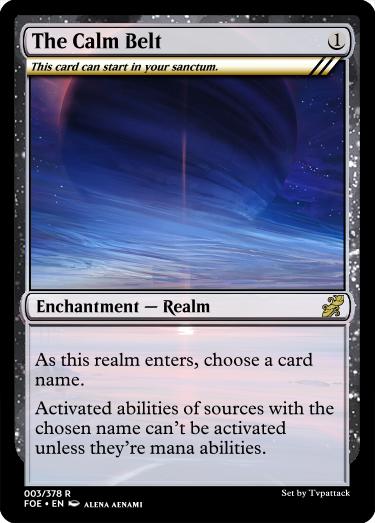 The Calm Belt
1
This card can start in your sanctum.
Enchantment — Realm
As this realm enters, choose a card
name.
Activated abilities of sources with the
chosen name can't be activated
unless they're mana abilities.
003/378 R
FOE • EN ALENA AENAMI
Set by Tvpattack